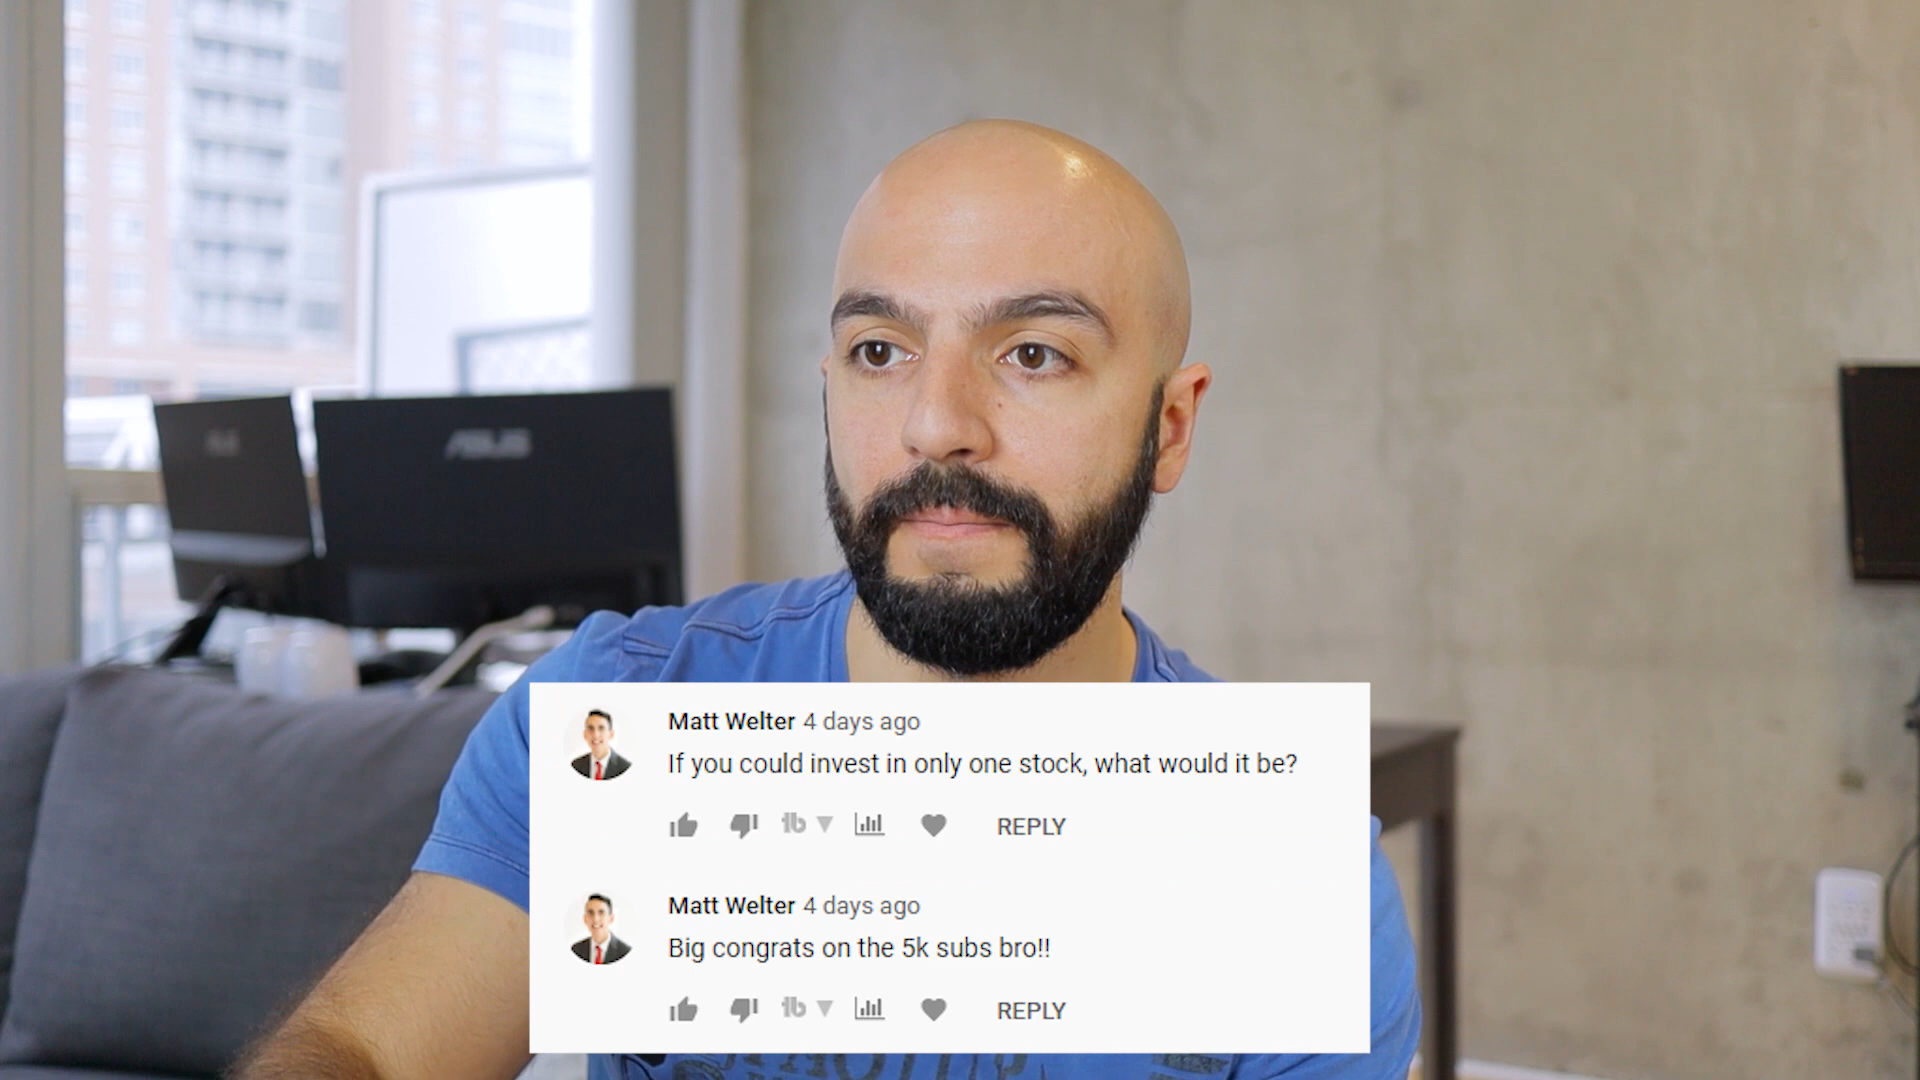 ASUS
Matt Welter 4 days ago
If you could invest in only one stock, what would it be?
REPLY
Matt Welter 4 days ago
Big congrats on the 5k subs bro!!
REPLY